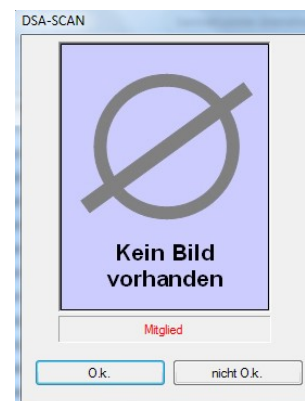 DSA-SCAN
Kein Bild
vorhanden
Mitglied
O.k.
nicht O.k.